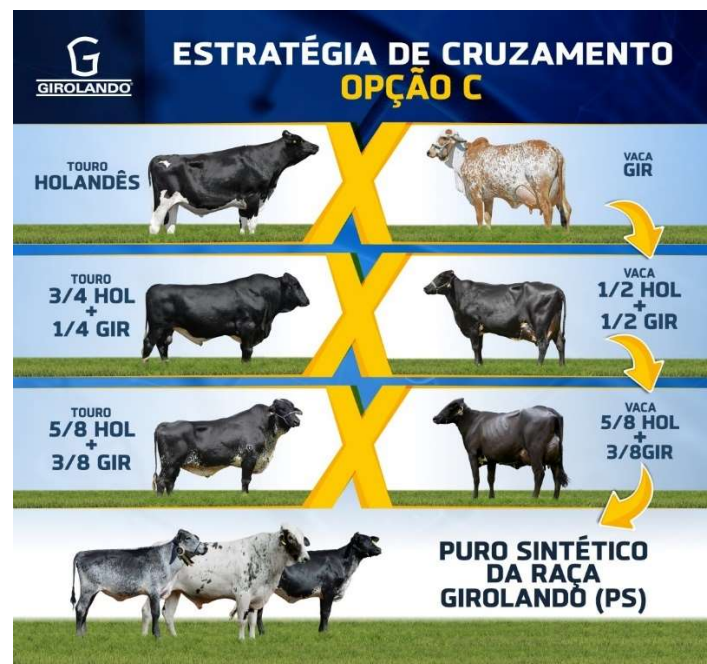 G
GIROLANDO
ESTRATÉGIA DE CRUZAMENTO
OPÇÃO C
TOURO
HOLANDÊS
X
VACA
GIR
TOURO
3/4 HOL
+
1/4 GIR
X
VACA
1/2 HOL
+
1/2 GIR
TOURO
5/8 HOL
+
3/8 GIR
X
VACA
5/8 HOL
+
3/8GIR
PURO SINTÉTICO
DA RAÇA
GIROLANDO (PS)